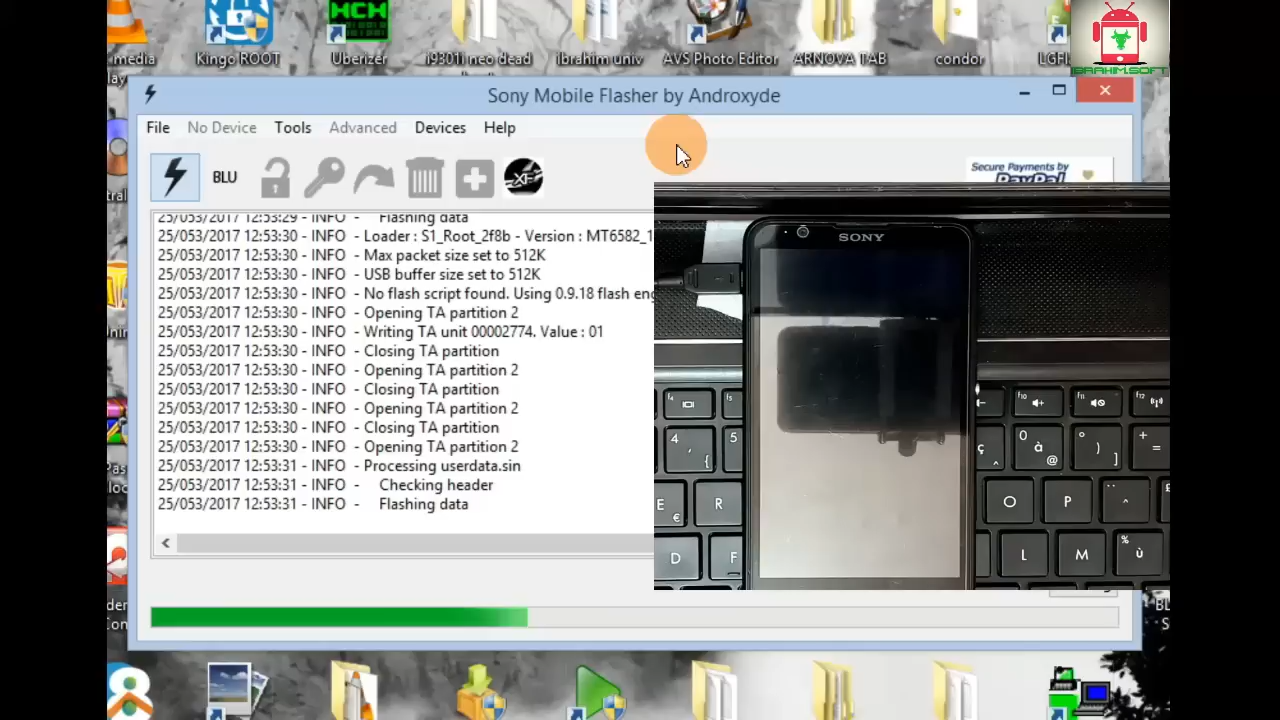 media
Kingo ROOT
Uberizer
i9301i neo dead
ibrahim univ
AVS Photo Editor
ARNOVA TAB
condor
IBRAHIM.SOFT
Sony Mobile Flasher by Androxyde
File No Device Tools Advanced Devices Help
BLU
Secure Payments by
PayPal
25/053/2017 12:53:29 - INFO - Flashing data
25/053/2017 12:53:30 - INFO - Loader : S1_Root_2f8b - Version : MT6582_1
25/053/2017 12:53:30 - INFO - Max packet size set to 512K
25/053/2017 12:53:30 - INFO - USB buffer size set to 512K
25/053/2017 12:53:30 - INFO - No flash script found. Using 0.9.18 flash eng
25/053/2017 12:53:30 - INFO - Opening TA partition 2
25/053/2017 12:53:30 - INFO - Writing TA unit 00002774. Value : 01
25/053/2017 12:53:30 - INFO - Closing TA partition
25/053/2017 12:53:30 - INFO - Opening TA partition 2
25/053/2017 12:53:30 - INFO - Closing TA partition
25/053/2017 12:53:30 - INFO - Opening TA partition 2
25/053/2017 12:53:30 - INFO - Closing TA partition
25/053/2017 12:53:30 - INFO - Opening TA partition 2
25/053/2017 12:53:31 - INFO - Processing userdata.sin
25/053/2017 12:53:31 - INFO - Checking header
25/053/2017 12:53:31 - INFO - Flashing data
SONY
f10 f11 f12
4 { 5 0 à @ ° ) ] + =
E € R O P ¨ ^
D F L M % ù